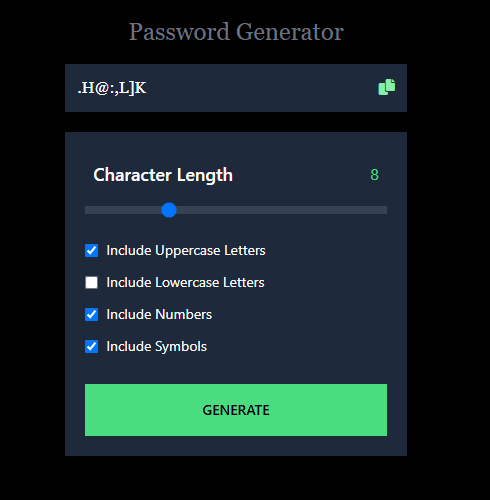 Password Generator
.H@:,L]K
Character Length 8
Include Uppercase Letters
Include Lowercase Letters
Include Numbers
Include Symbols
GENERATE